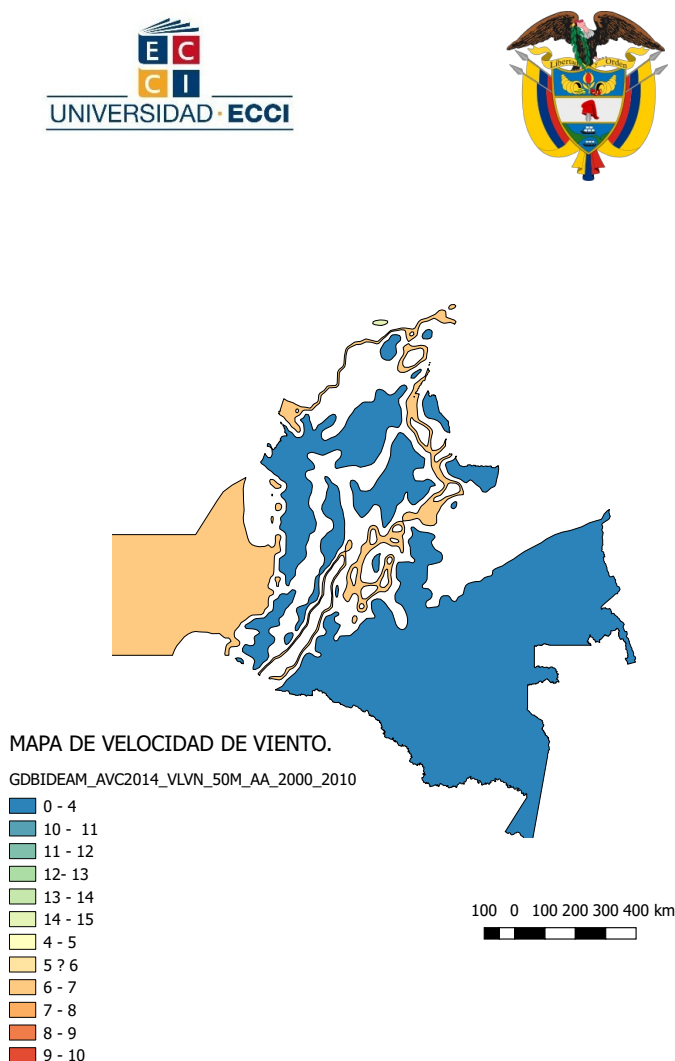 E C
C I
UNIVERSIDAD · ECCI
Libertad y Orden
MAPA DE VELOCIDAD DE VIENTO.
GDBIDEAM_AVC2014_VLVN_50M_AA_2000_2010
0 - 4
10 - 11
11 - 12
12- 13
13 - 14
14 - 15
4 - 5
5 ? 6
6 - 7
7 - 8
8 - 9
9 - 10
100 0 100 200 300 400 km